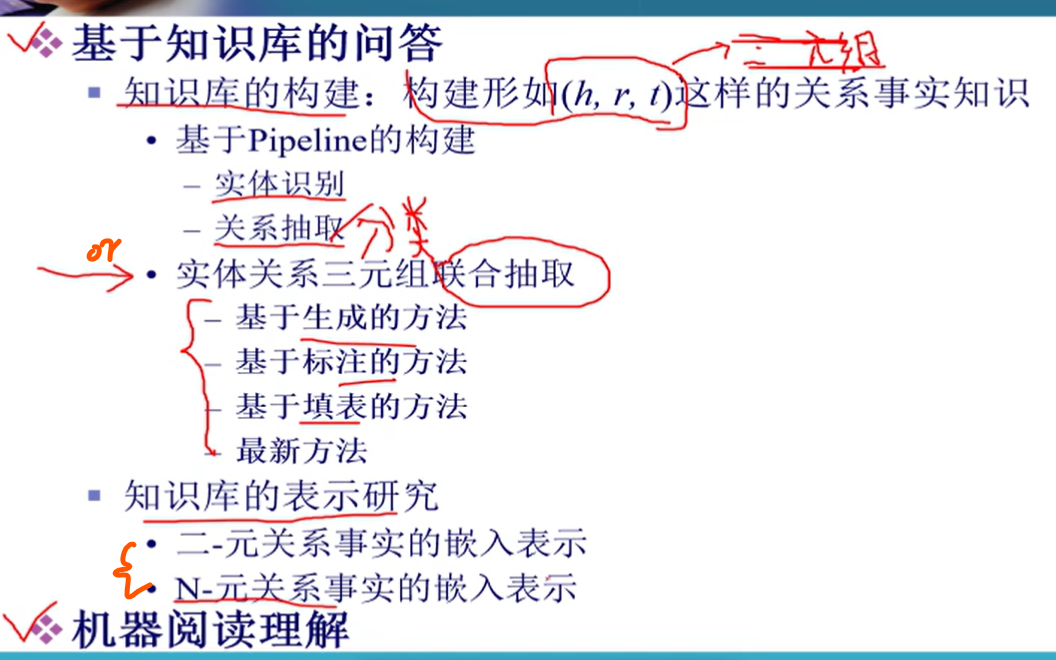 基于知识库的问答
三元组
知识库的构建：构建形如(h, r, t)这样的关系事实知识
• 基于Pipeline的构建
– 实体识别
– 关系抽取 分类
or
• 实体关系三元组联合抽取
– 基于生成的方法
– 基于标注的方法
– 基于填表的方法
– 最新方法
知识库的表示研究
• 二-元关系事实的嵌入表示
• N-元关系事实的嵌入表示
机器阅读理解